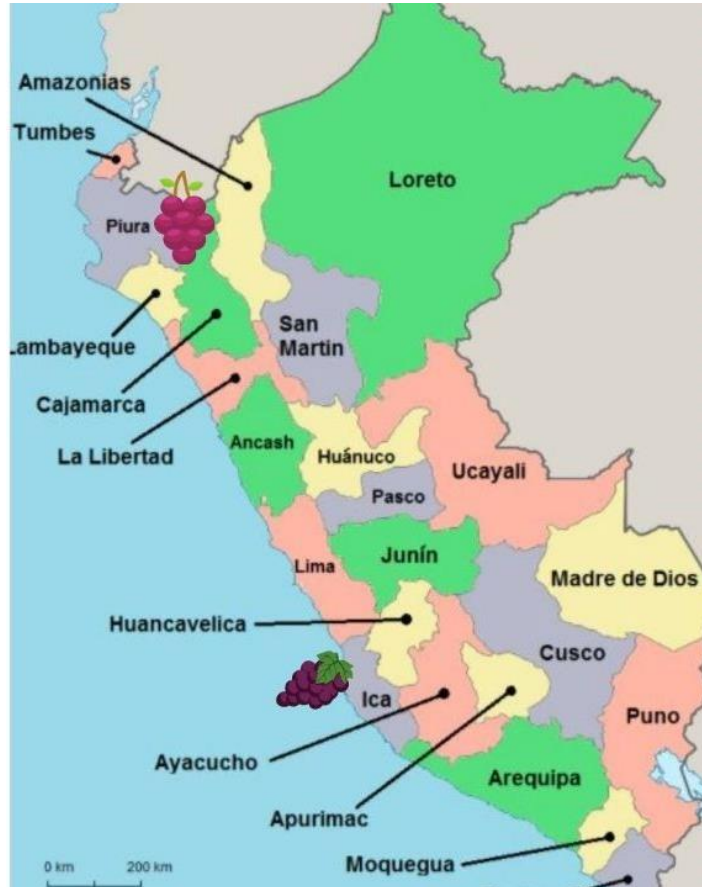 Amazonias
Tumbes
Loreto
Piura
San
Martin
Lambayeque
Cajamarca
La Libertad
Ancash
Huánuco
Ucayali
Pasco
Junín
Lima
Madre de Dios
Huancavelica
Cusco
Ica
Puno
Ayacucho
Arequipa
Apurimac
Moquegua
0 km
200 km